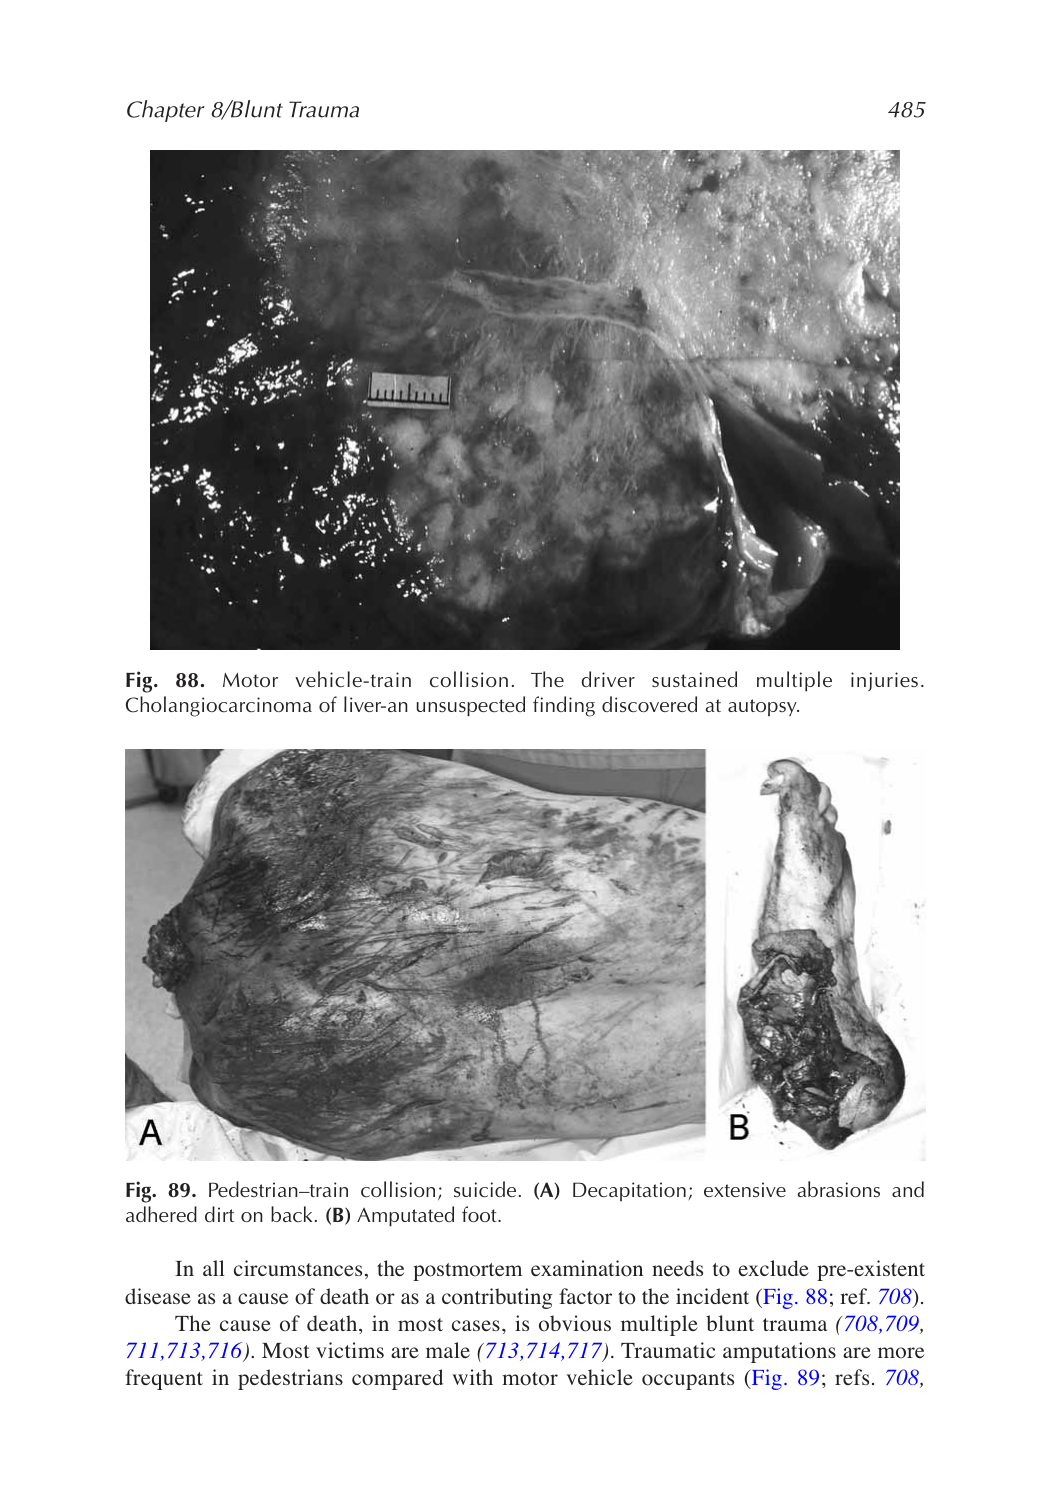 Chapter 8/Blunt Trauma 485
Fig. 88. Motor vehicle-train collision. The driver sustained multiple injuries.
Cholangiocarcinoma of liver-an unsuspected finding discovered at autopsy.
A
B
Fig. 89. Pedestrian–train collision; suicide. (A) Decapitation; extensive abrasions and
adhered dirt on back. (B) Amputated foot.
In all circumstances, the postmortem examination needs to exclude pre-existent
disease as a cause of death or as a contributing factor to the incident (Fig. 88; ref. 708).
The cause of death, in most cases, is obvious multiple blunt trauma (708,709,
711,713,716). Most victims are male (713,714,717). Traumatic amputations are more
frequent in pedestrians compared with motor vehicle occupants (Fig. 89; refs. 708,